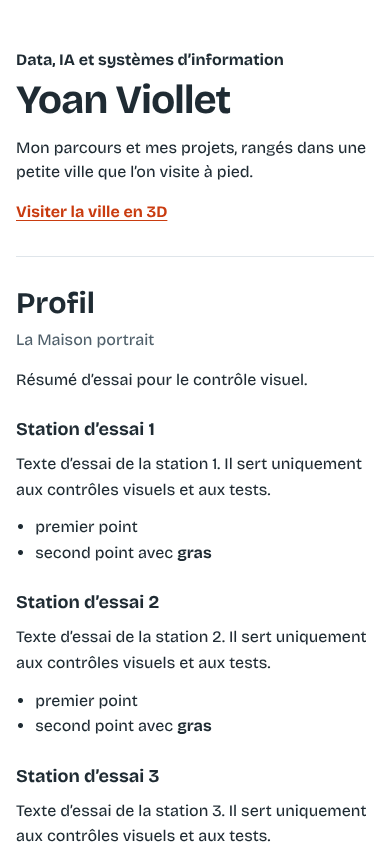 Data, IA et systèmes d’information
Yoan Viollet
Mon parcours et mes projets, rangés dans une
petite ville que l’on visite à pied.
Visiter la ville en 3D
Profil
La Maison portrait
Résumé d’essai pour le contrôle visuel.
Station d’essai 1
Texte d’essai de la station 1. Il sert uniquement
aux contrôles visuels et aux tests.
• premier point
• second point avec gras
Station d’essai 2
Texte d’essai de la station 2. Il sert uniquement
aux contrôles visuels et aux tests.
• premier point
• second point avec gras
Station d’essai 3
Texte d’essai de la station 3. Il sert uniquement
aux contrôles visuels et aux tests.